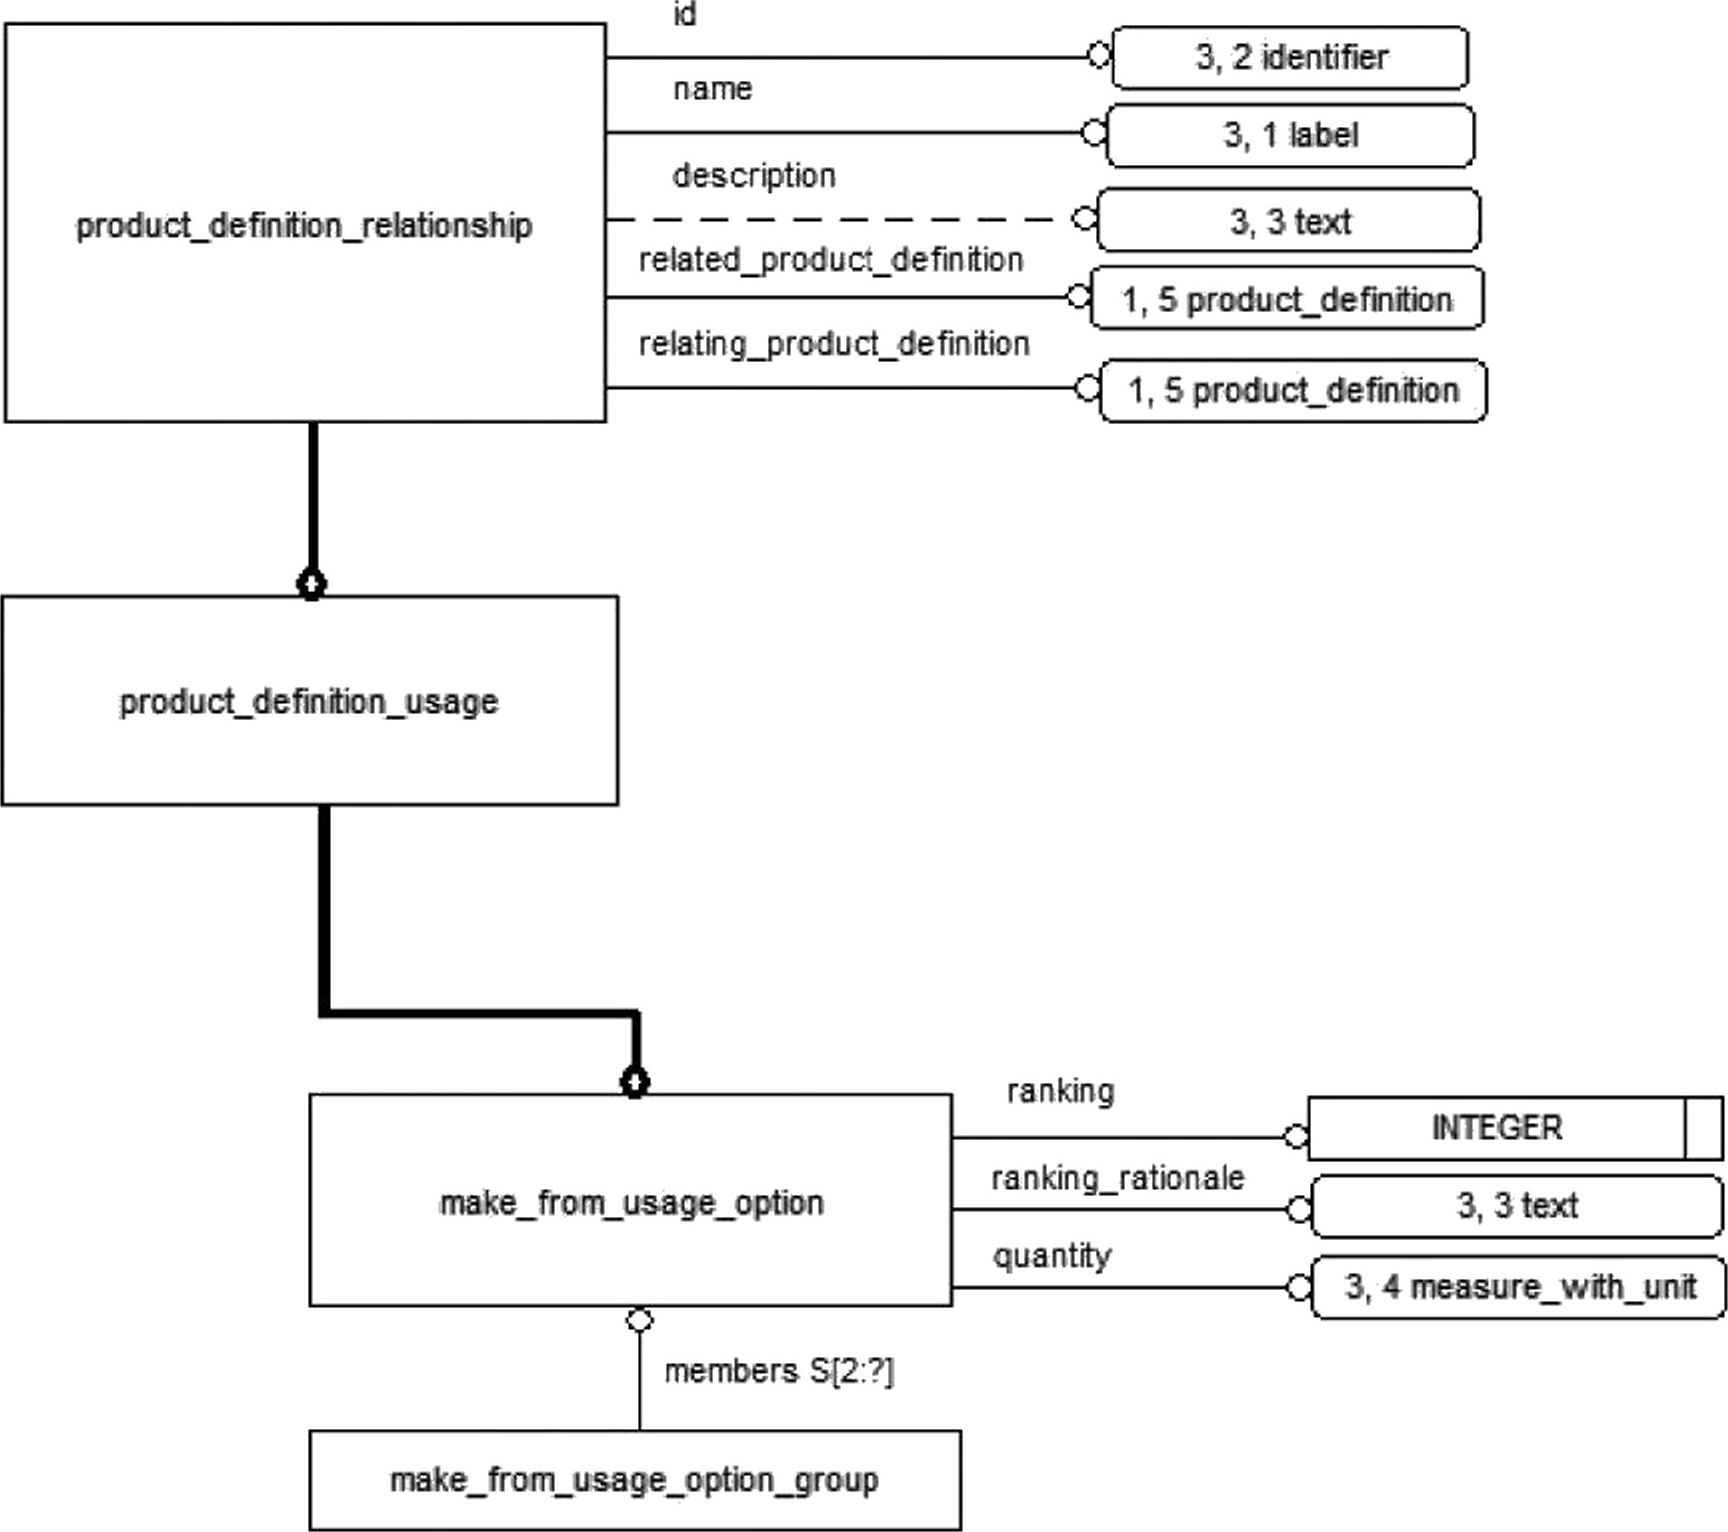 id
3, 2 identifier
name
3, 1 label
description
product_definition_relationship
3, 3 text
related_product_definition
1, 5 product_definition
relating_product_definition
1, 5 product_definition
product_definition_usage
ranking
INTEGER
ranking_rationale
make_from_usage_option
3, 3 text
quantity
3, 4 measure_with_unit
members S[2:?]
make_from_usage_option_group